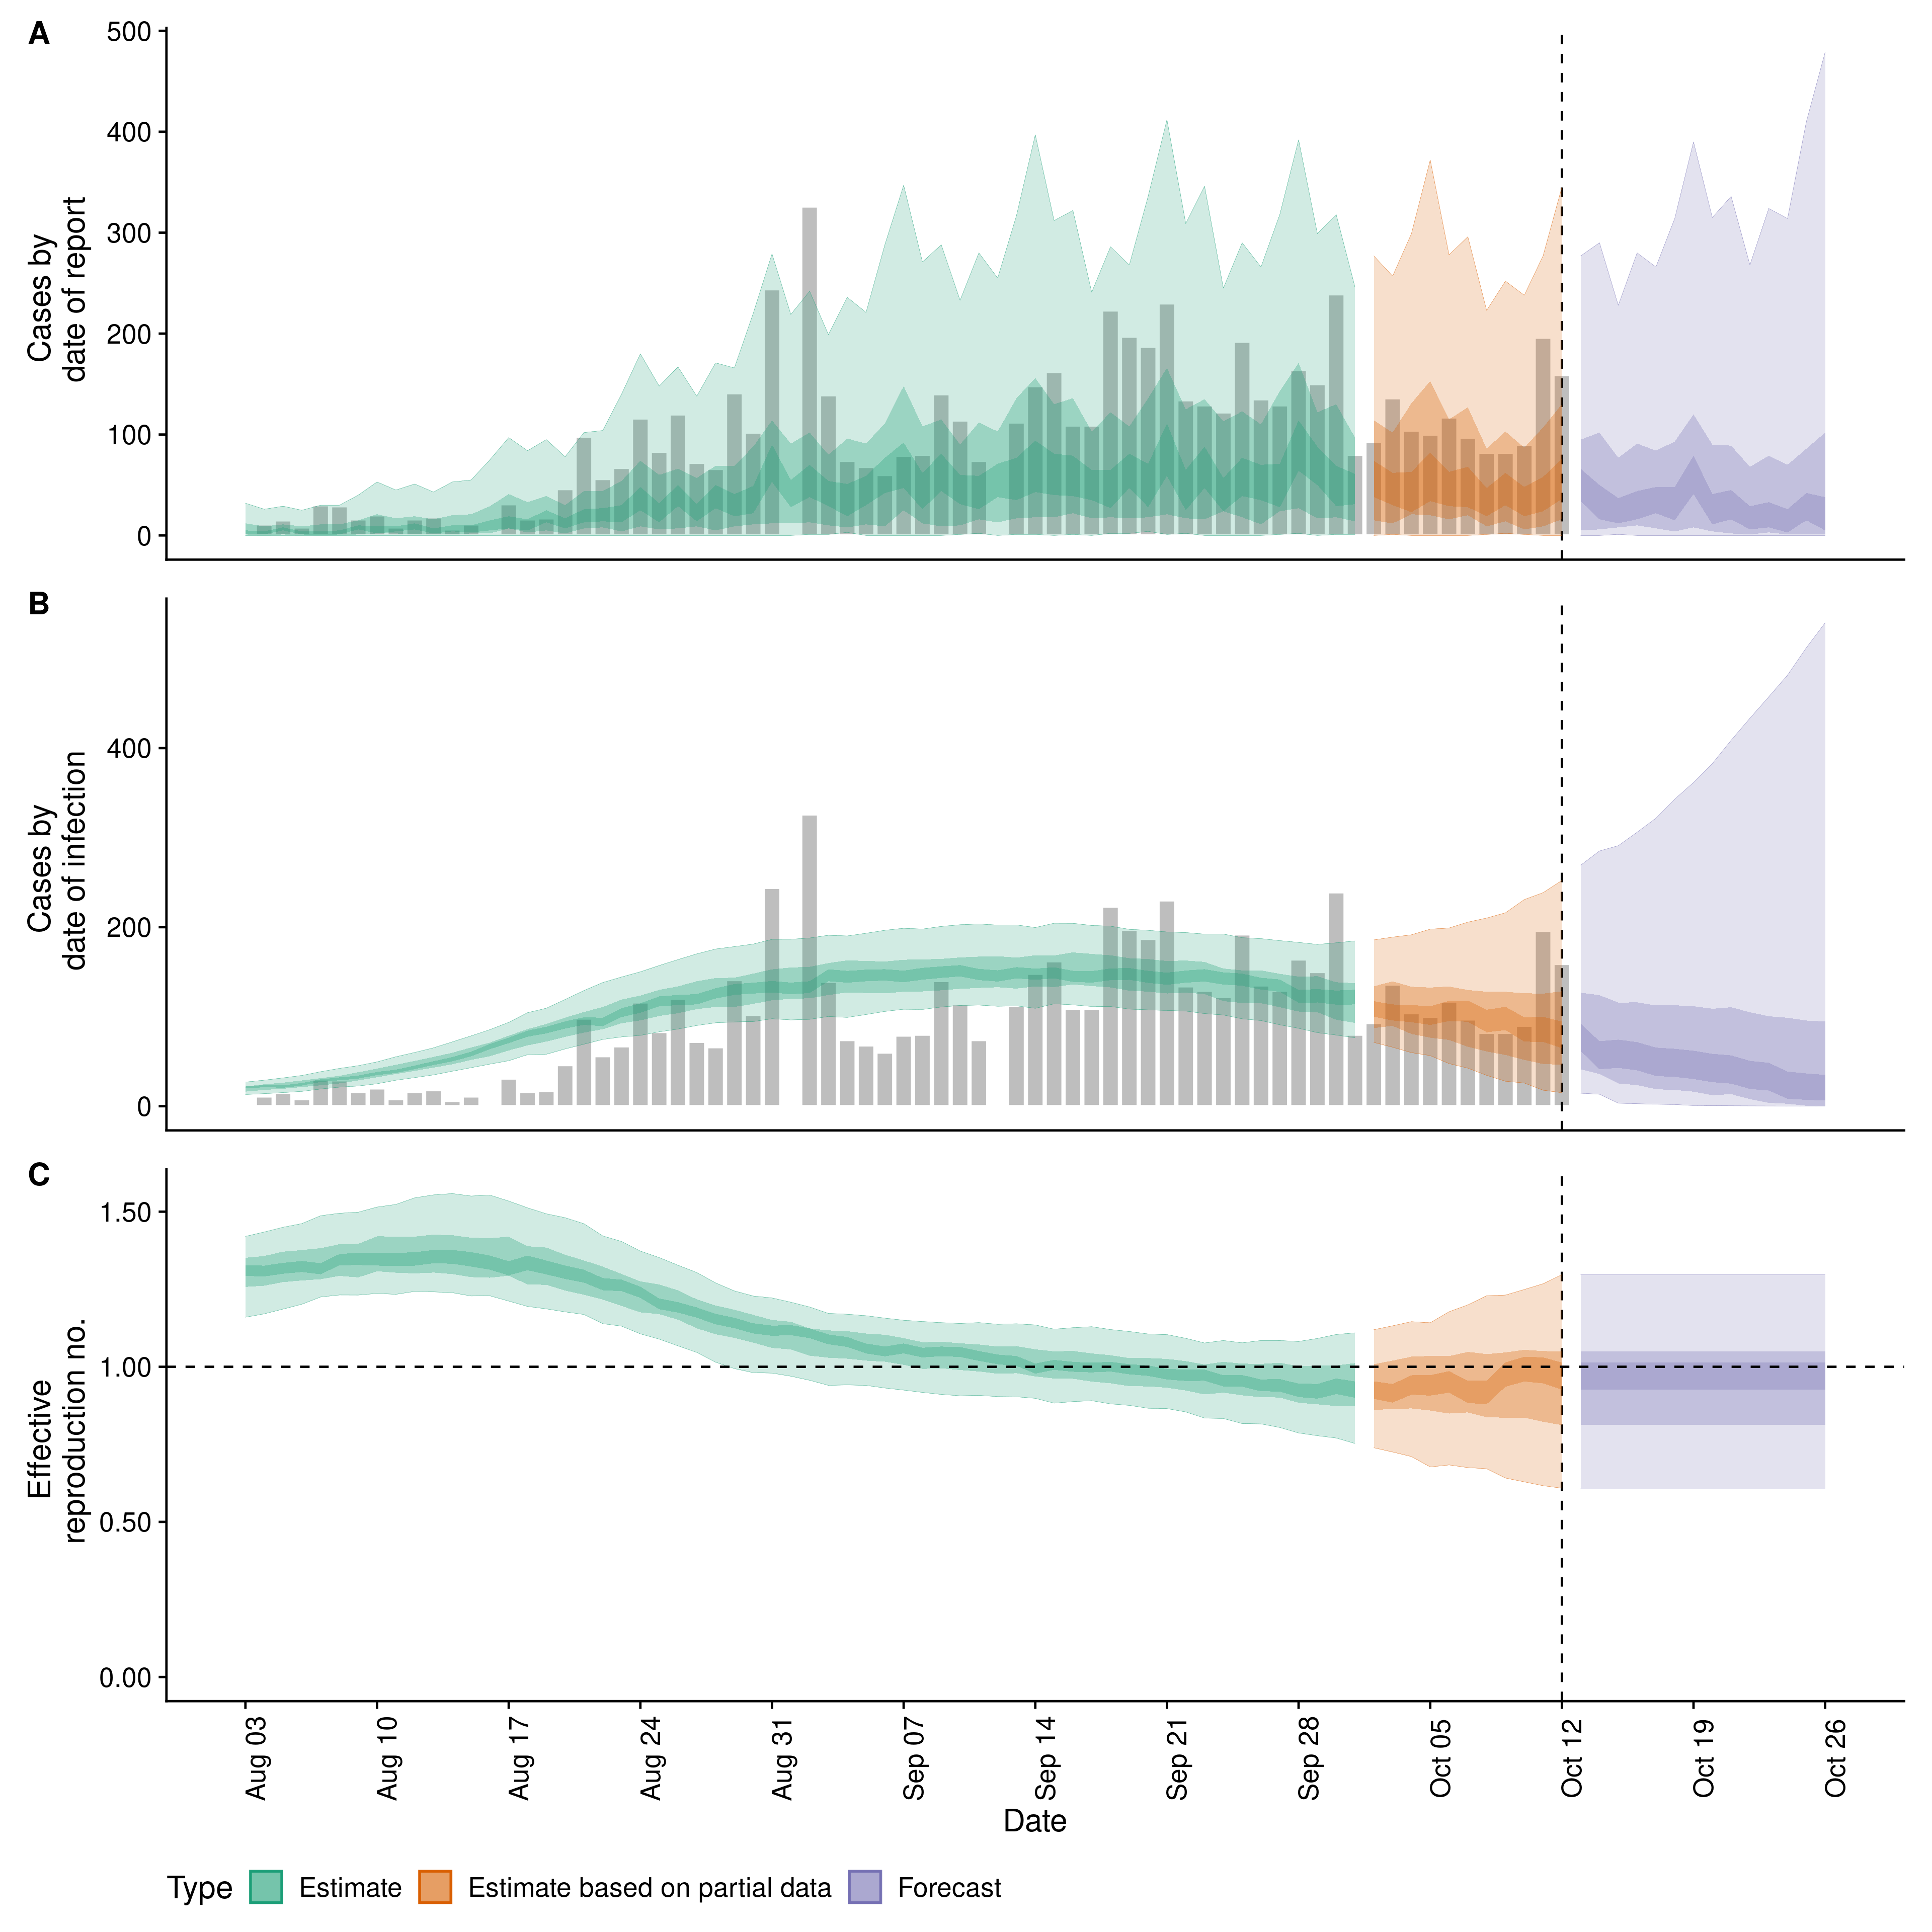 A
500
400
300
200
100
0
Cases by
date of report
B
400
200
0
Cases by
date of infection
C
1.50
1.00
0.50
0.00
Effective
reproduction no.
Aug 03
Aug 10
Aug 17
Aug 24
Aug 31
Sep 07
Sep 14
Sep 21
Sep 28
Oct 05
Oct 12
Oct 19
Oct 26
Date
Type Estimate Estimate based on partial data Forecast